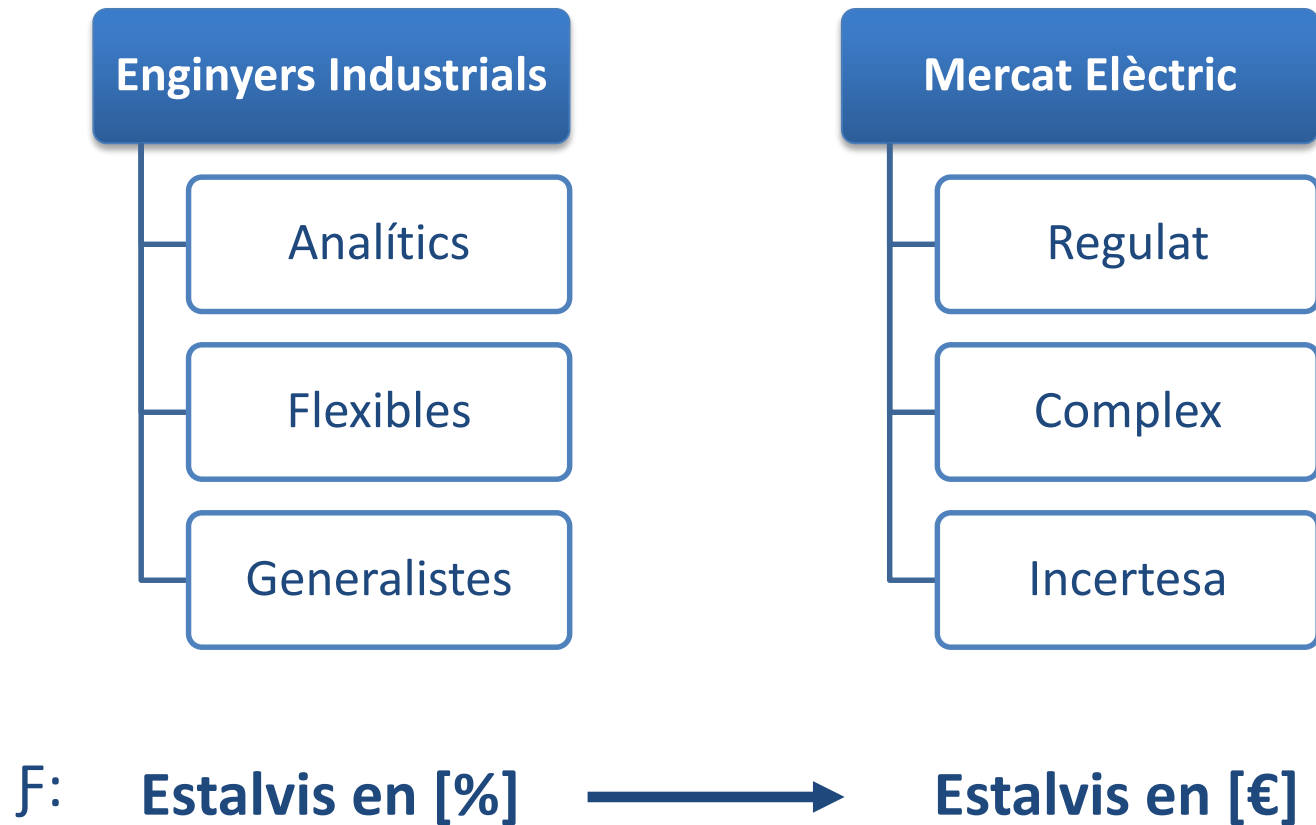 Enginyers Industrials
Analítics
Flexibles
Generalistes
Mercat Elèctric
Regulat
Complex
Incertesa
Ƒ: Estalvis en [%] Estalvis en [€]